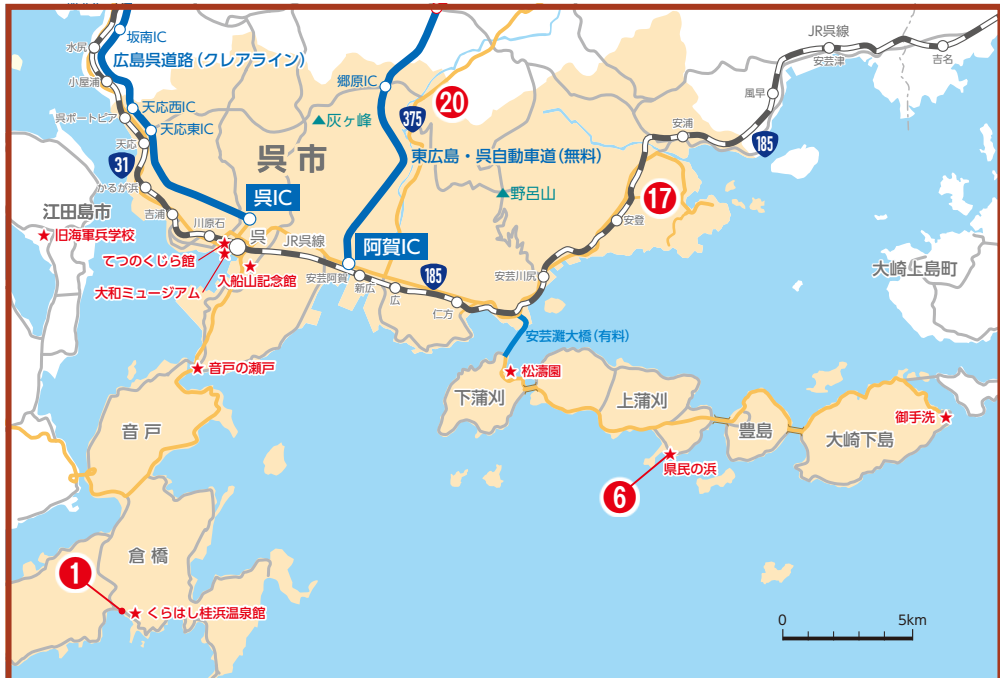 坂南IC
水尻
広島呉道路(クレアライン)
小屋浦
天応西IC
呉ポートピア
天応東IC
天応
31
かるが浜
吉浦
川原石
呉市
呉IC
呉
JR呉線
灰ヶ峰
郷原IC
375
20
東広島・呉自動車道(無料)
野呂山
阿賀IC
安芸阿賀
新広
広
仁方
185
安芸川尻
安登
17
安浦
風早
185
JR呉線
安芸津
吉名
江田島市
旧海軍兵学校
てつのくじら館
大和ミュージアム
入船山記念館
大崎上島町
安芸灘大橋(有料)
音戸の瀬戸
松濤園
下蒲刈
上蒲刈
豊島
大崎下島
御手洗
県民の浜
6
音戸
倉橋
1
くらはし桂浜温泉館
0
5km